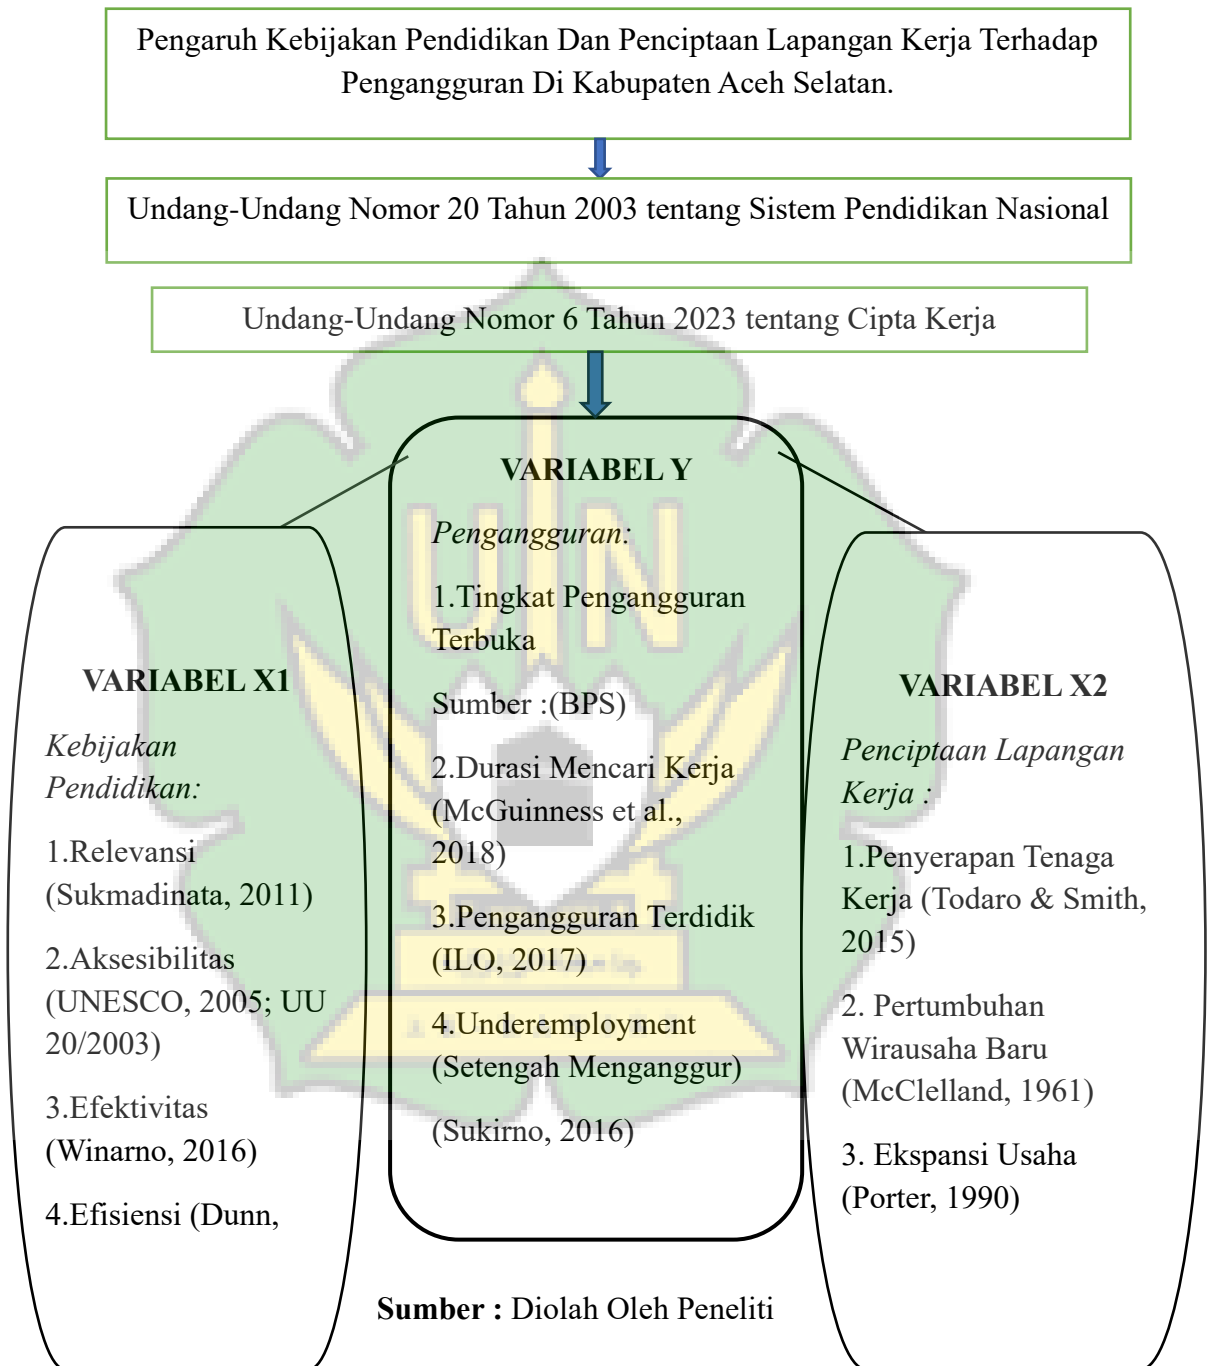 Pengaruh Kebijakan Pendidikan Dan Penciptaan Lapangan Kerja Terhadap
Pengangguran Di Kabupaten Aceh Selatan.
Undang-Undang Nomor 20 Tahun 2003 tentang Sistem Pendidikan Nasional
Undang-Undang Nomor 6 Tahun 2023 tentang Cipta Kerja
VARIABEL X1
Kebijakan
Pendidikan:
1.Relevansi
(Sukmadinata, 2011)
2.Aksesibilitas
(UNESCO, 2005; UU
20/2003)
3.Efektivitas
(Winarno, 2016)
4.Efisiensi (Dunn,
VARIABEL Y
Pengangguran:
1.Tingkat Pengangguran
Terbuka
Sumber :(BPS)
2.Durasi Mencari Kerja
(McGuinness et al.,
2018)
3.Pengangguran Terdidik
(ILO, 2017)
4.Underemployment
(Setengah Menganggur)
(Sukirno, 2016)
VARIABEL X2
Penciptaan Lapangan
Kerja :
1.Penyerapan Tenaga
Kerja (Todaro & Smith,
2015)
2. Pertumbuhan
Wirausaha Baru
(McClelland, 1961)
3. Ekspansi Usaha
(Porter, 1990)
Sumber : Diolah Oleh Peneliti
UIN